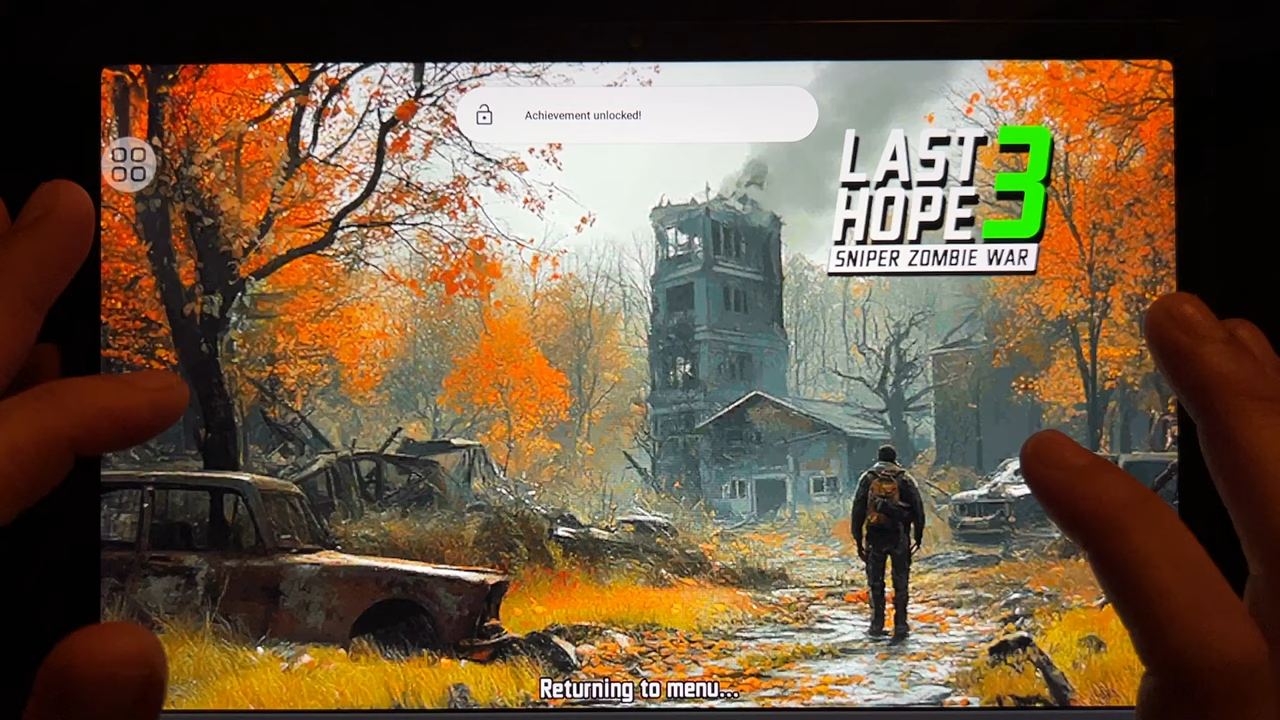 Achievement unlocked!
LAST
HOPE 3
SNIPER ZOMBIE WAR
Returning to menu...